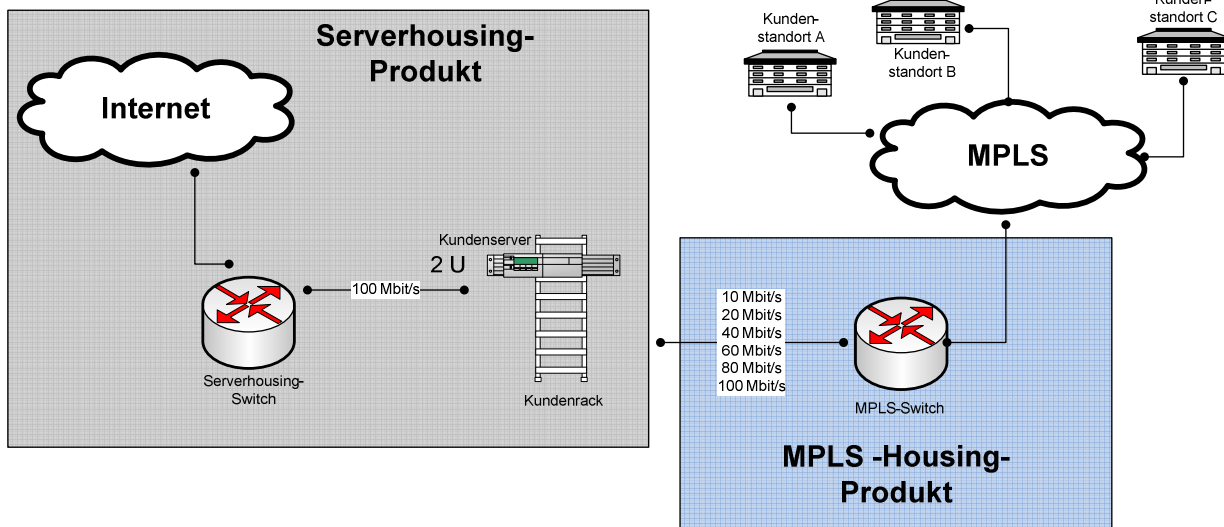 Serverhousing-
Produkt
Internet
Kundenserver
2 U
100 Mbit/s
Serverhousing-
Switch
Kundenrack
Kunden-
standort A
Kunden-
standort B
Kunden-
standort C
MPLS
10 Mbit/s
20 Mbit/s
40 Mbit/s
60 Mbit/s
80 Mbit/s
100 Mbit/s
MPLS-Switch
MPLS -Housing-
Produkt